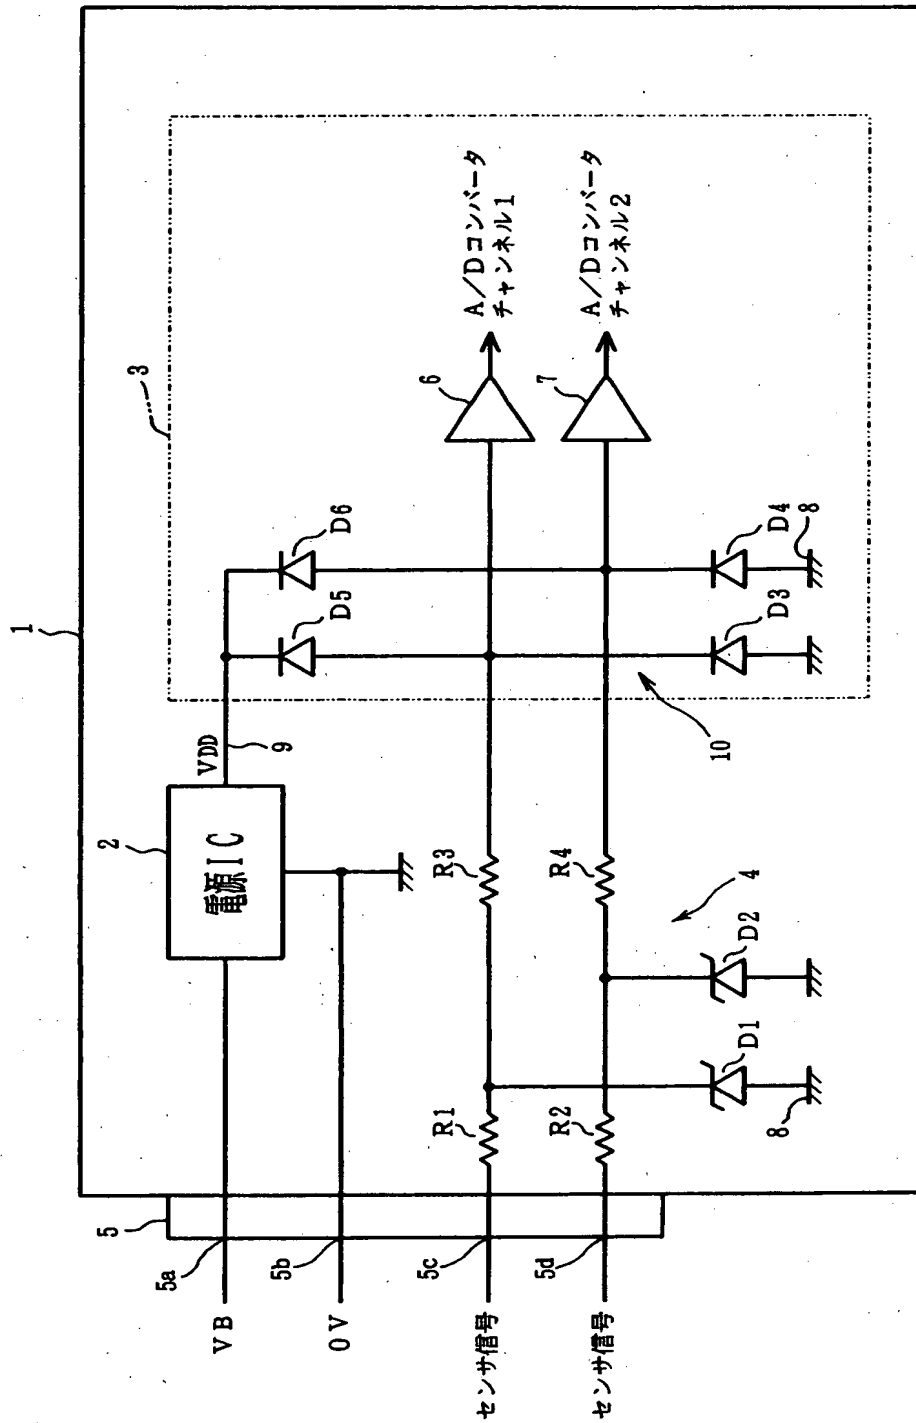 1
3
A/Dコンバータ
チャンネル1
A/Dコンバータ
チャンネル2
6
7
D6
D5
D4
D3
8
10
VDD
9
2
電源IC
R3
R4
4
D2
D1
8
R1
R2
5
5a
5b
5c
5d
VB
0V
センサ信号
センサ信号